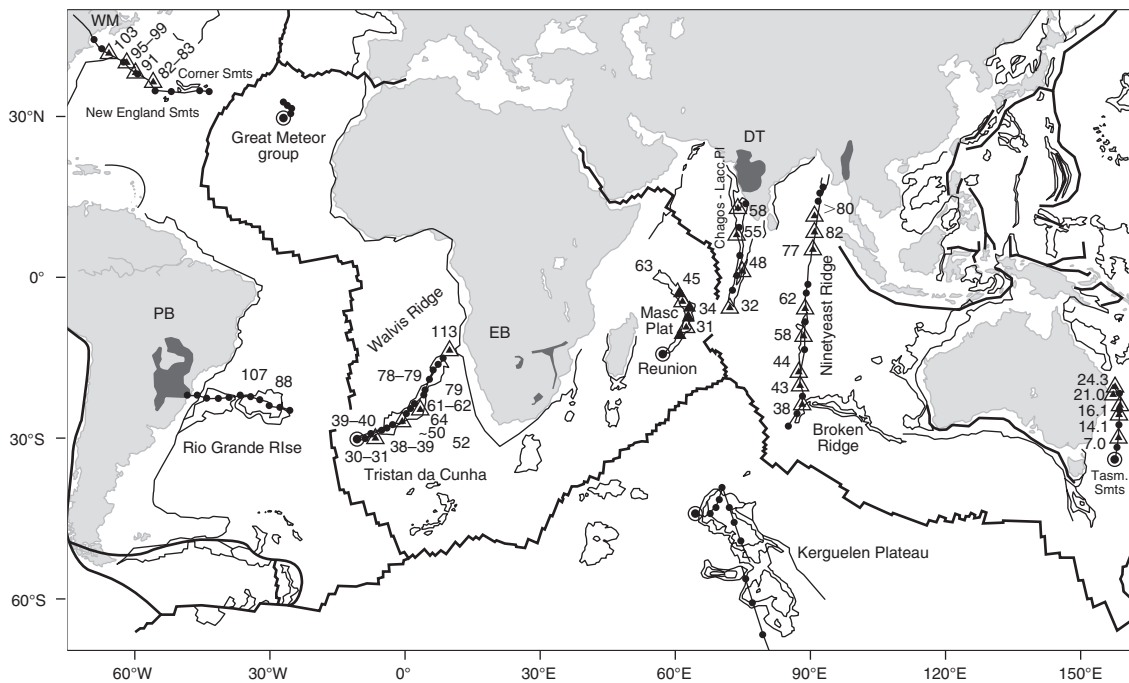 WM
103
95–99
91
82–83
Corner Smts
New England Smts
Great Meteor
group
30°N
0°
30°S
60°S
PB
107
88
Rio Grande RIse
Walvis Ridge
113
78–79
79
61–62
64
~50
52
39–40
38–39
30–31
Tristan da Cunha
EB
63
45
34
31
Masc
Plat
Reunion
DT
Chagos - Lacc.Pl
58
55
48
32
>80
82
77
62
58
44
43
38
Ninetyeast Ridge
Broken
Ridge
Kerguelen Plateau
24.3
21.0
16.1
14.1
7.0
Tasm.
Smts
60°W
30°W
0°
30°E
60°E
90°E
120°E
150°E